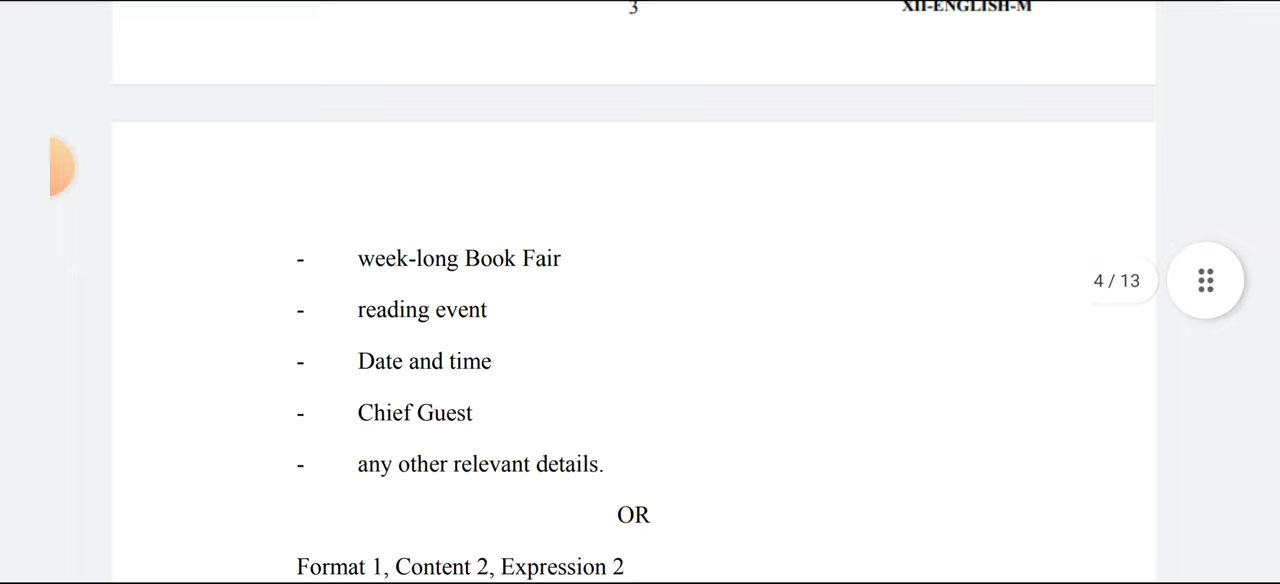 3
XII-ENGLISH-M
- week-long Book Fair
- reading event
4 / 13
- Date and time
- Chief Guest
- any other relevant details.
OR
Format 1, Content 2, Expression 2